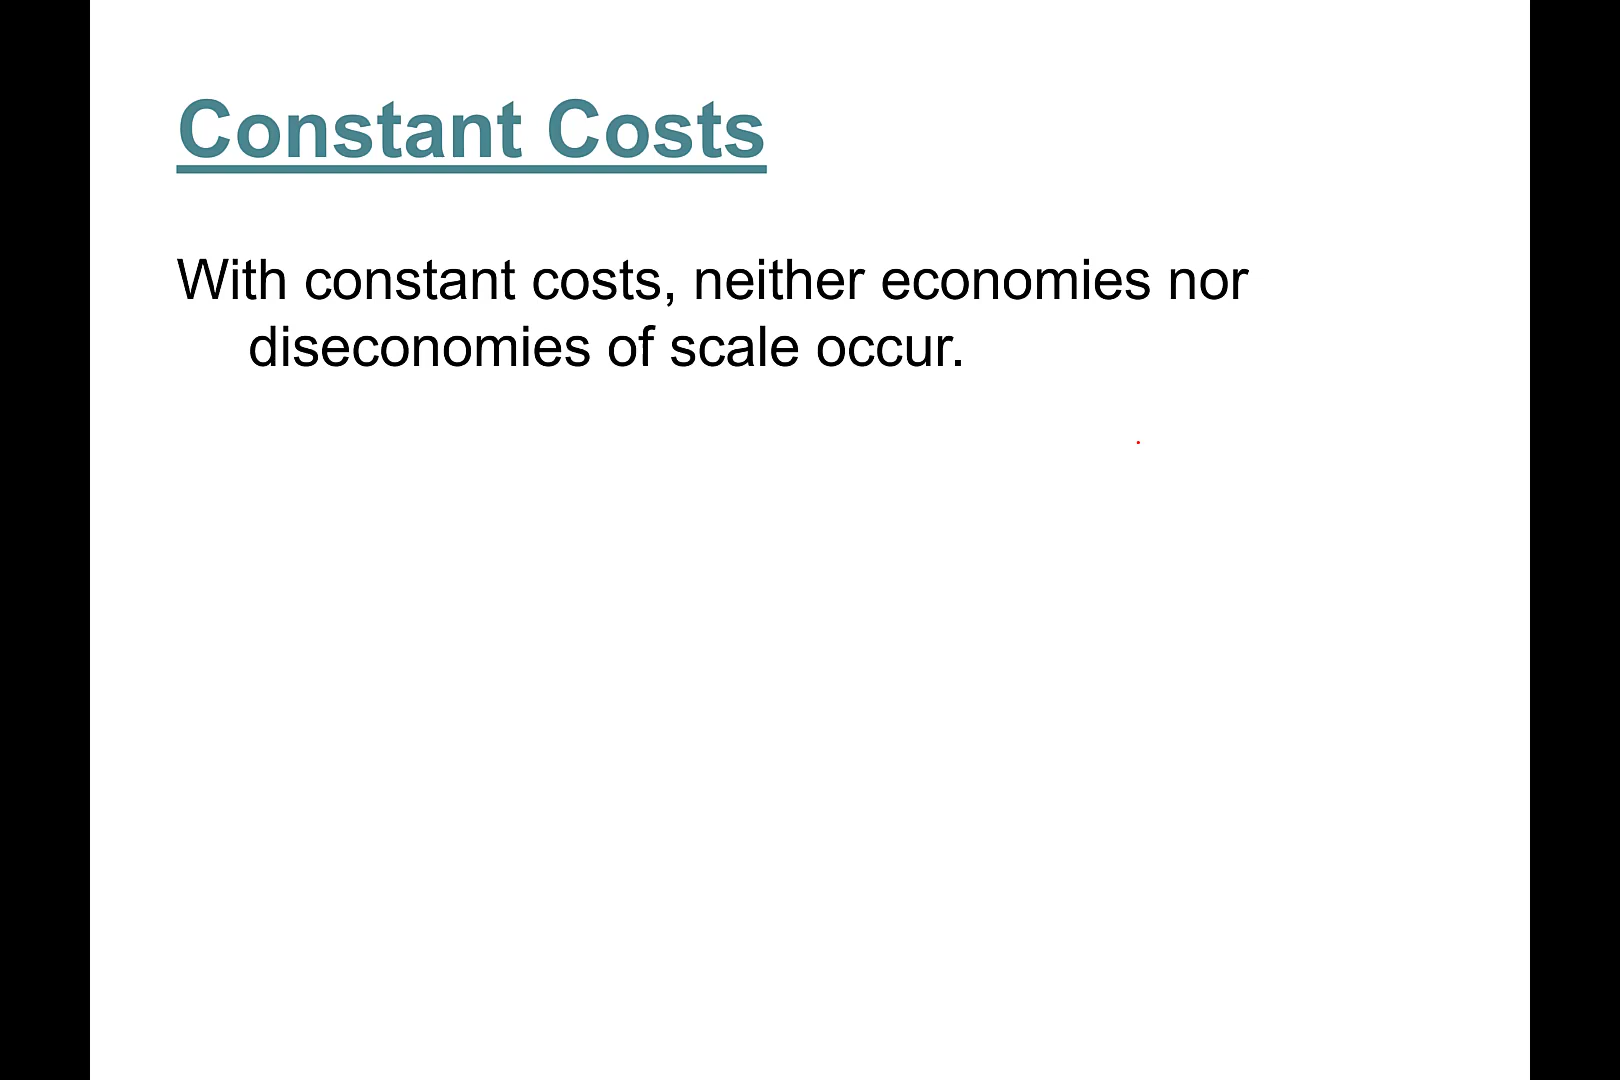 Constant Costs
With constant costs, neither economies nor
diseconomies of scale occur.